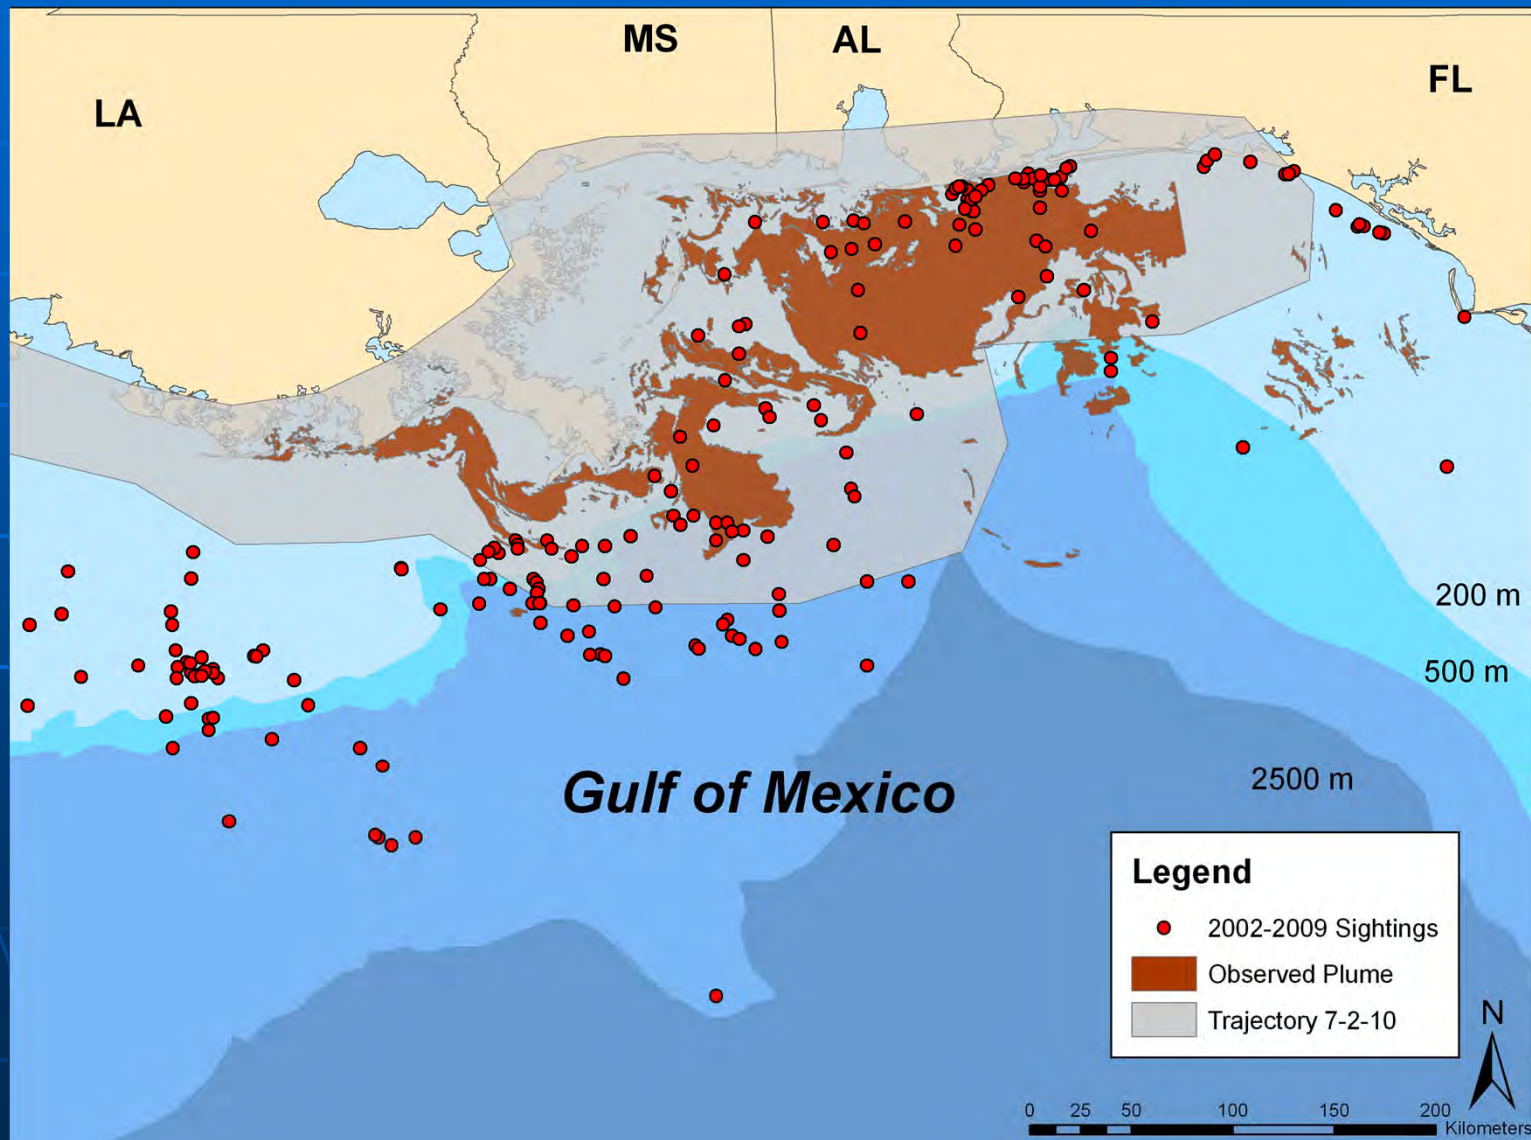 MS
AL
FL
LA
200 m
500 m
2500 m
Gulf of Mexico
Legend
2002-2009 Sightings
Observed Plume
Trajectory 7-2-10
N
0 25 50 100 150 200
Kilometers